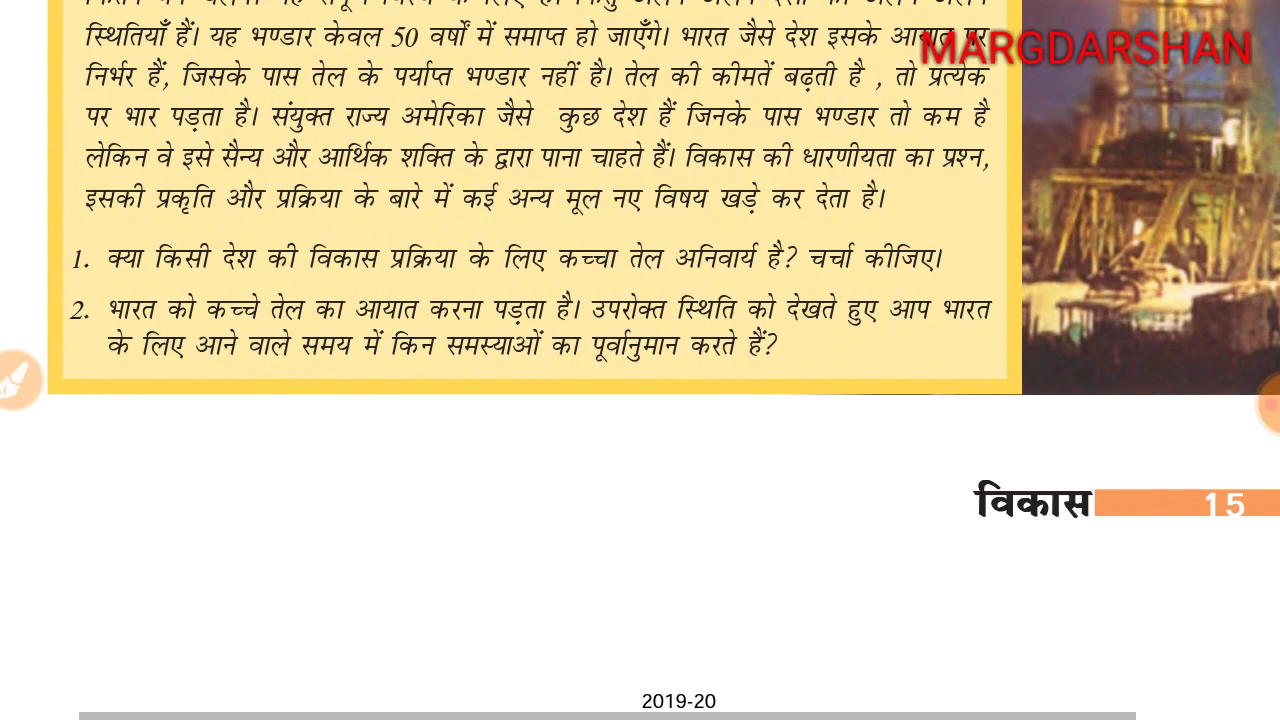 स्थितियाँ हैं। यह भण्डार केवल 50 वर्षों में समाप्त हो जाएँगे। भारत जैसे देश इसके आयात पर
MARGDARSHAN
निर्भर हैं, जिसके पास तेल के पर्याप्त भण्डार नहीं है। तेल की कीमतें बढ़ती है , तो प्रत्येक
पर भार पड़ता है। संयुक्त राज्य अमेरिका जैसे कुछ देश हैं जिनके पास भण्डार तो कम है
लेकिन वे इसे सैन्य और आर्थिक शक्ति के द्वारा पाना चाहते हैं। विकास की धारणीयता का प्रश्न,
इसकी प्रकृति और प्रक्रिया के बारे में कई अन्य मूल नए विषय खड़े कर देता है।
1. क्या किसी देश की विकास प्रक्रिया के लिए कच्चा तेल अनिवार्य है? चर्चा कीजिए।
2. भारत को कच्चे तेल का आयात करना पड़ता है। उपरोक्त स्थिति को देखते हुए आप भारत
के लिए आने वाले समय में किन समस्याओं का पूर्वानुमान करते हैं?
विकास 15
2019-20